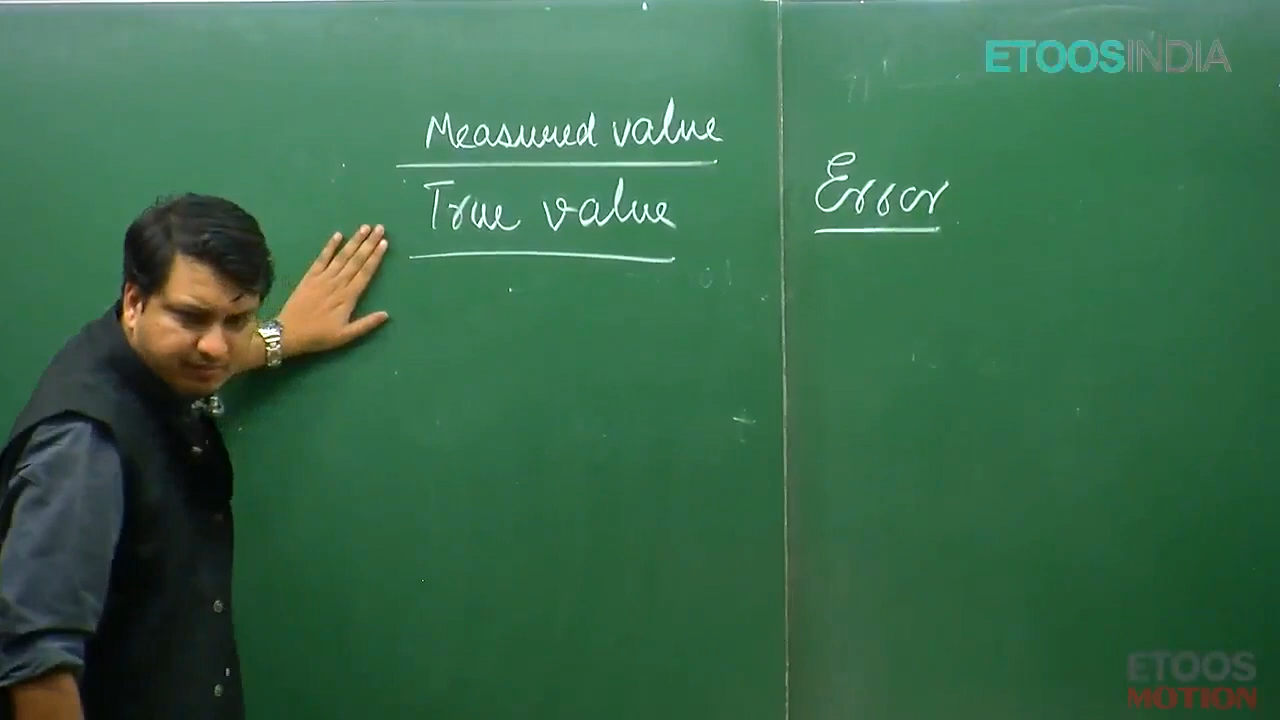 ETOOSINDIA
Measured value
True value
Error
ETOOS
MOTION